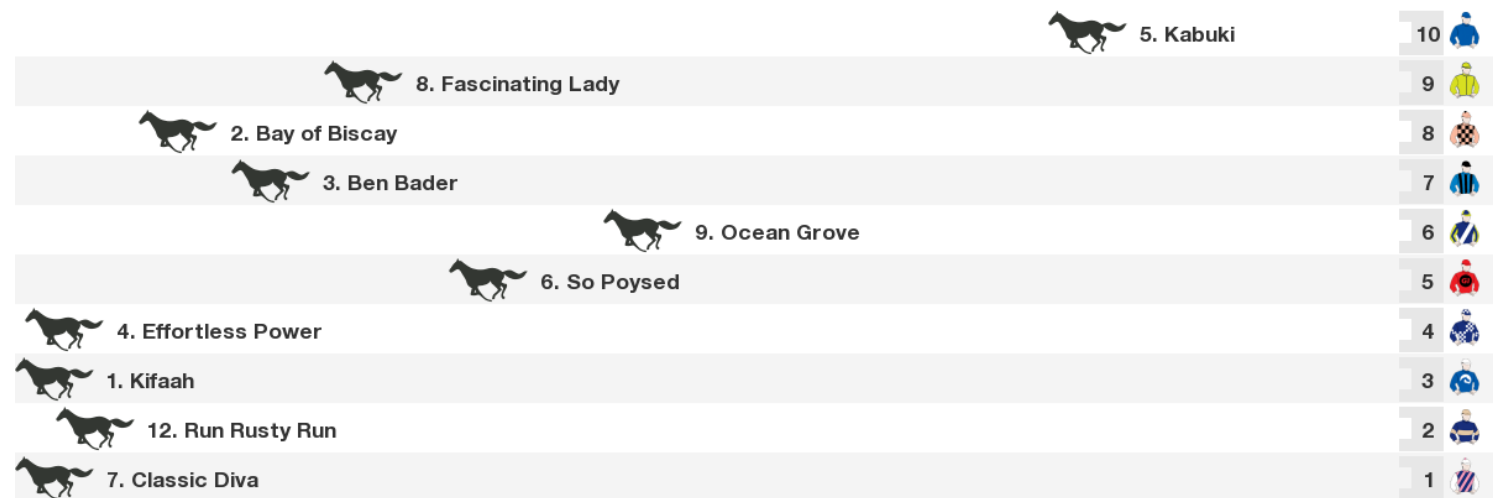 5. Kabuki 10
8. Fascinating Lady 9
2. Bay of Biscay 8
3. Ben Bader 7
9. Ocean Grove 6
6. So Poysed 5
4. Effortless Power 4
1. Kifaah 3
12. Run Rusty Run 2
7. Classic Diva 1